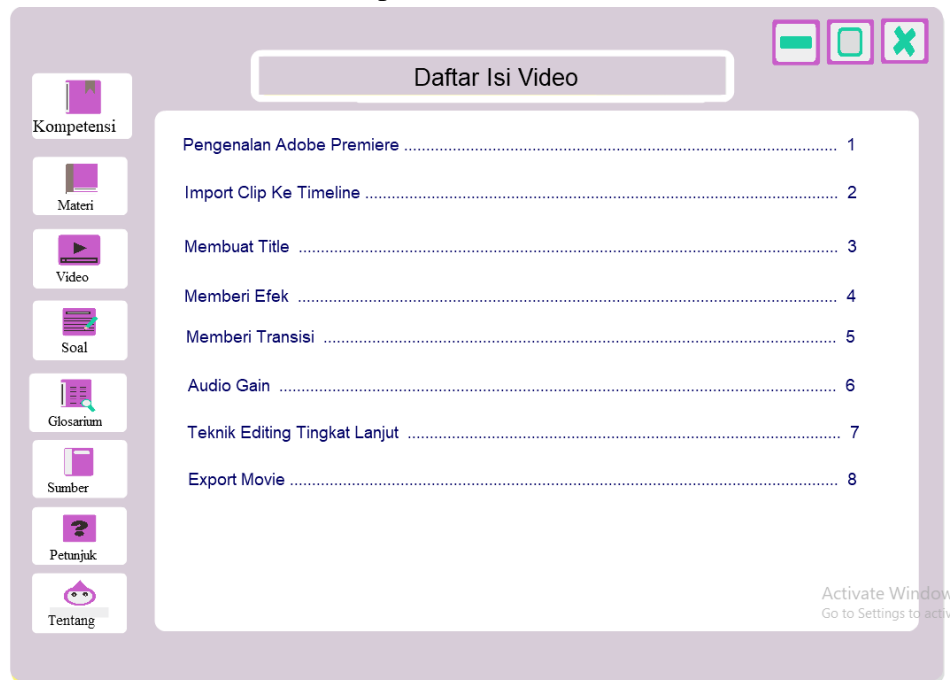 Daftar Isi Video
Kompetensi
Materi
Video
Soal
Glosarium
Sumber
Petunjuk
Tentang
Pengenalan Adobe Premiere ................................................................................................ 1
Import Clip Ke Timeline ......................................................................................................... 2
Membuat Title ........................................................................................................................ 3
Memberi Efek ........................................................................................................................ 4
Memberi Transisi .................................................................................................................. 5
Audio Gain ............................................................................................................................ 6
Teknik Editing Tingkat Lanjut ................................................................................................ 7
Export Movie .......................................................................................................................... 8
Activate Window
Go to Settings to activ